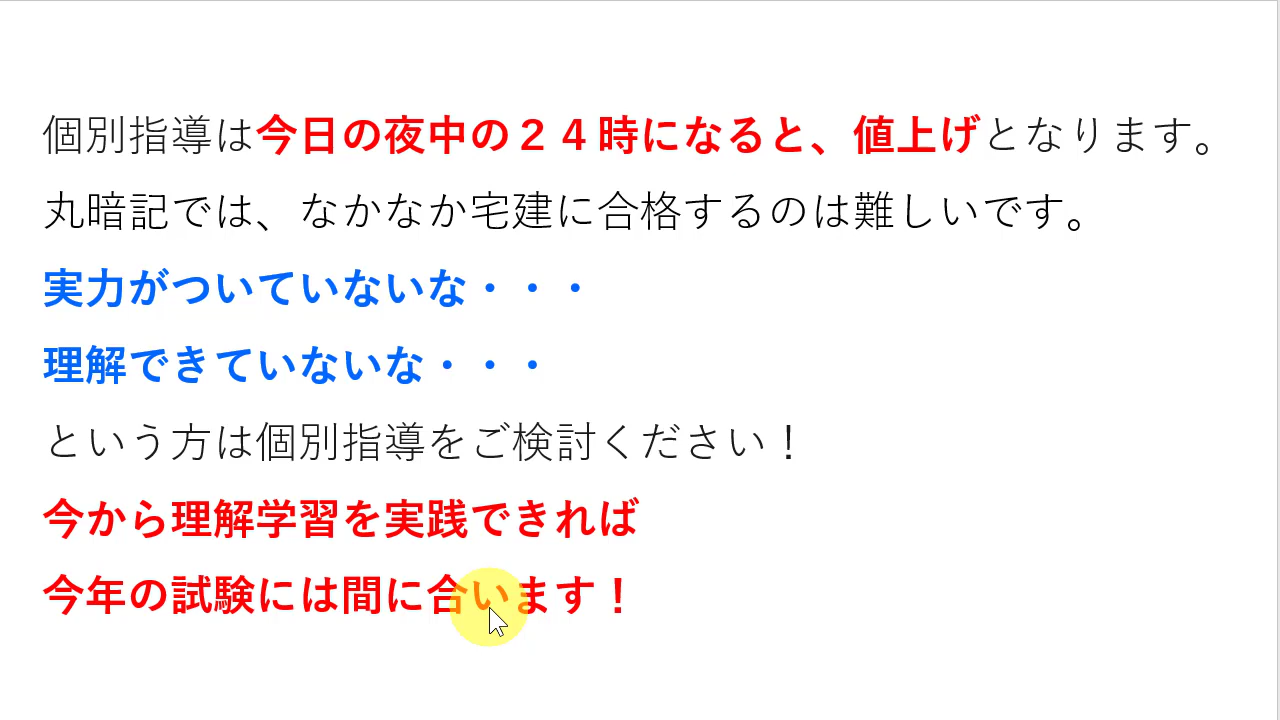 個別指導は今日の夜中の２４時になると、値上げとなります。
丸暗記では、なかなか宅建に合格するのは難しいです。
実力がついていないな・・・
理解できていないな・・・
という方は個別指導をご検討ください！
今から理解学習を実践できれば
今年の試験には間に合います！